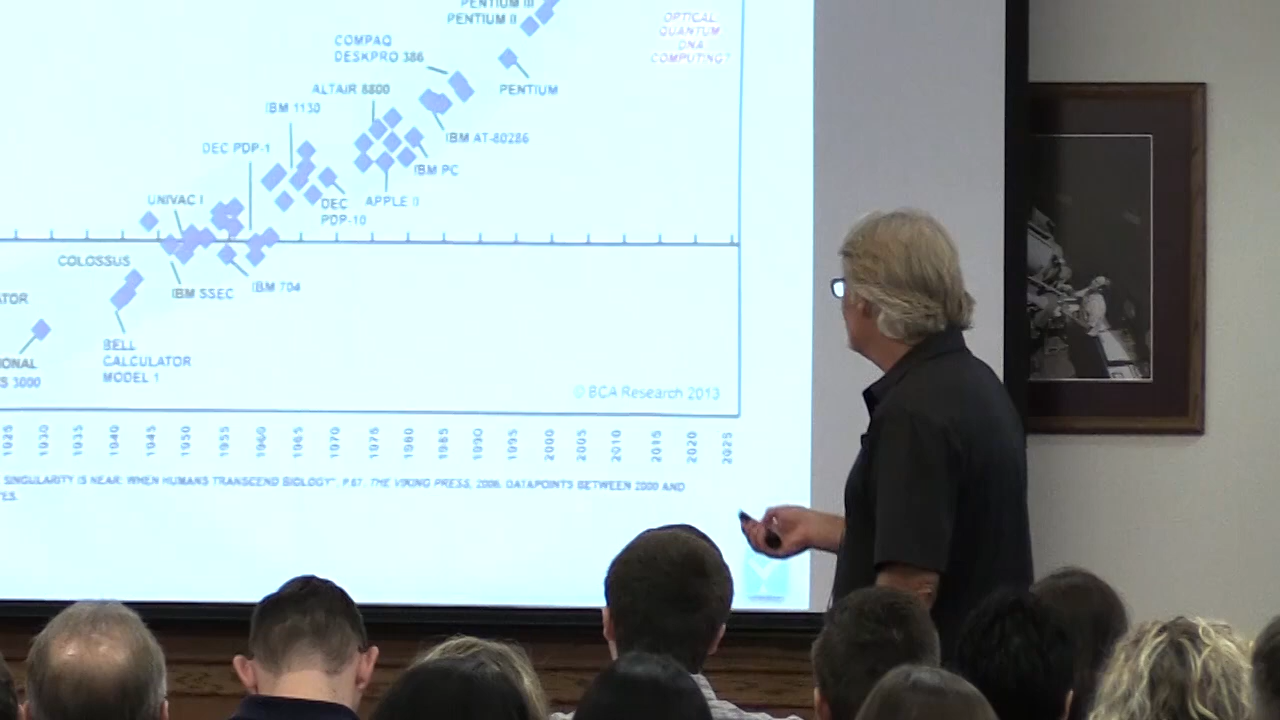 PENTIUM III
PENTIUM II
OPTICAL,
QUANTUM
DNA
COMPUTING?
COMPAQ
DESKPRO 386
ALTAIR 8800
PENTIUM
IBM 1130
IBM AT-80286
DEC PDP-1
IBM PC
UNIVAC I
DEC
PDP-10
APPLE II
COLOSSUS
IBM SSEC
IBM 704
ATOR
BELL
CALCULATOR
MODEL 1
IONAL
S 3000
© BCA Research 2013
1925 1930 1935 1940 1945 1950 1955 1960 1965 1970 1975 1980 1985 1990 1995 2000 2005 2010 2015 2020 2025
SINGULARITY IS NEAR: WHEN HUMANS TRANSCEND BIOLOGY", P.67, THE VIKING PRESS, 2006. DATAPOINTS BETWEEN 2000 AND
TES.